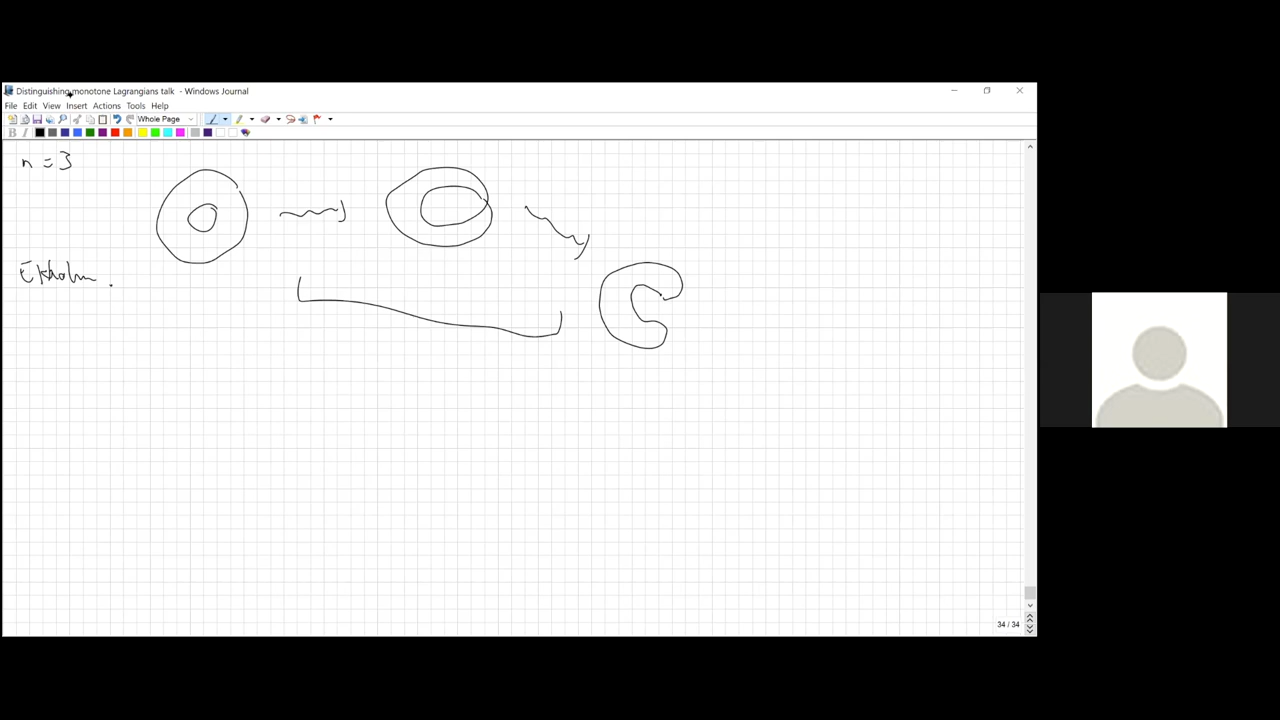 Distinguishing monotone Lagrangians talk - Windows Journal
File Edit View Insert Actions Tools Help
Whole Page
B I
n = 3
Ekholm.
34 / 34